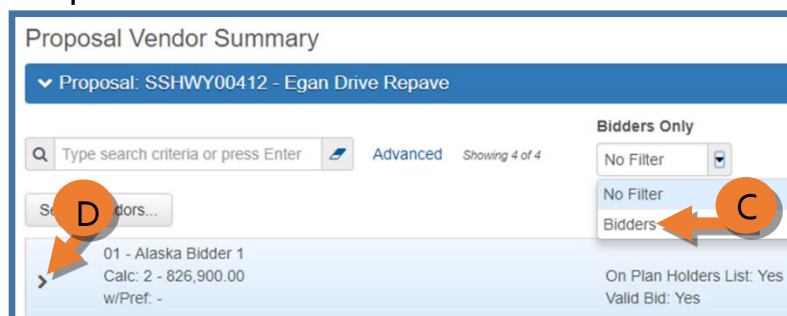 Proposal Vendor Summary
Proposal: SSHWY00412 - Egan Drive Repave
Bidders Only
Type search criteria or press Enter Advanced Showing 4 of 4 No Filter
No Filter
Bidders
C
D
01 - Alaska Bidder 1
Calc: 2 - 826,900.00
w/Pref: -
On Plan Holders List: Yes
Valid Bid: Yes